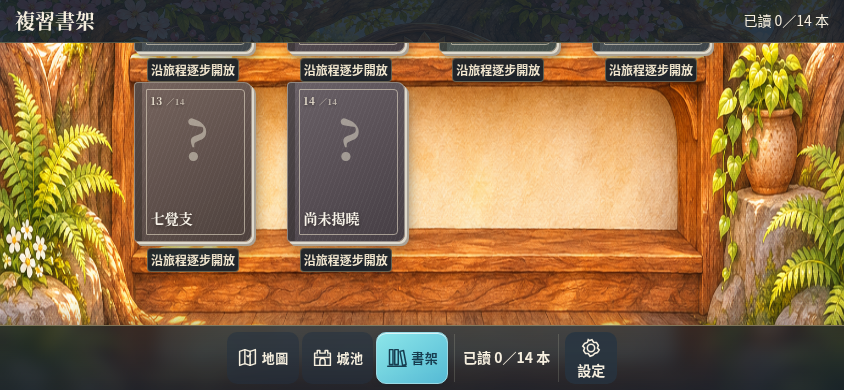 複習書架
已讀 0／14 本
沿旅程逐步開放
沿旅程逐步開放
沿旅程逐步開放
沿旅程逐步開放
13 ／14
?
七覺支
14 ／14
?
尚未揭曉
沿旅程逐步開放
沿旅程逐步開放
地圖
城池
書架
已讀 0／14 本
設定